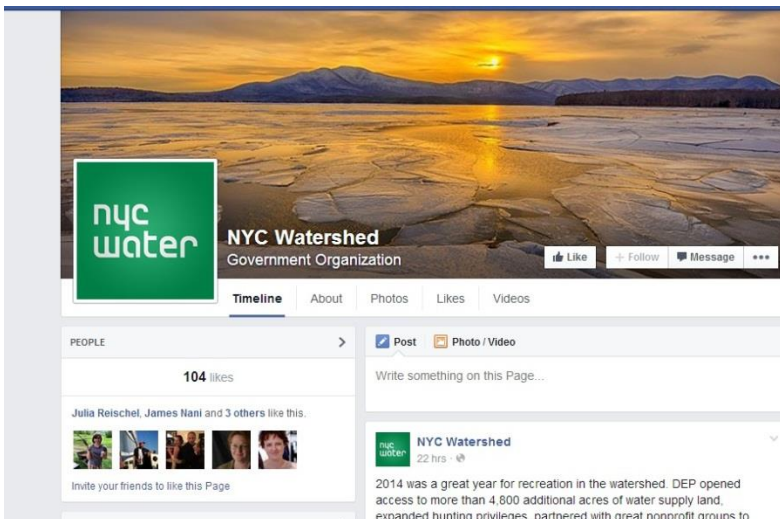 nyc
water
NYC Watershed
Government Organization
Like
+ Follow
Message
Timeline
About
Photos
Likes
Videos
PEOPLE
104 likes
Julia Reischel, James Nani and 3 others like this.
Invite your friends to like this Page
Post
Photo / Video
Write something on this Page...
nyc
water
NYC Watershed
22 hrs ·
2014 was a great year for recreation in the watershed. DEP opened
access to more than 4,800 additional acres of water supply land,
expanded hunting privileges, partnered with great nonprofit groups to